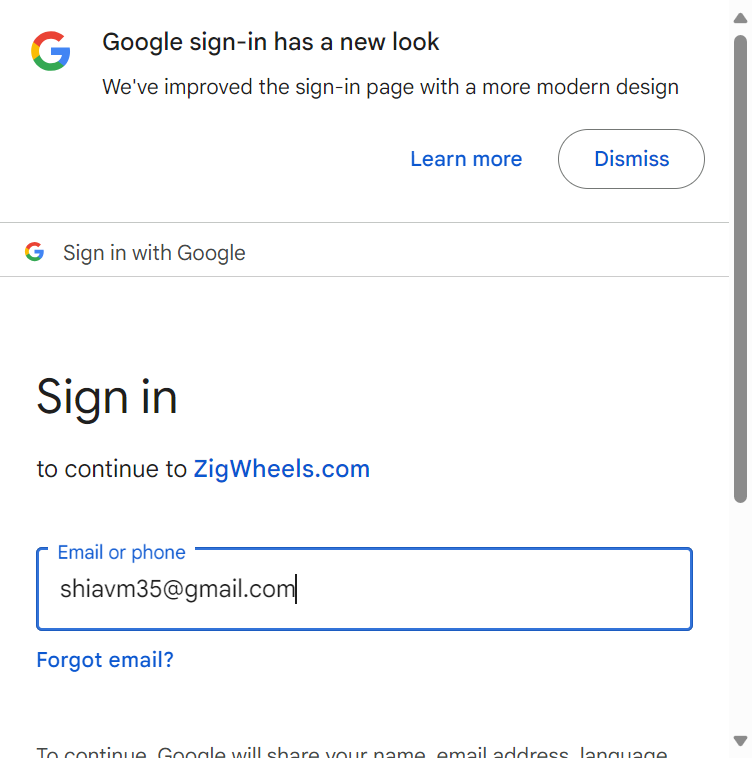 Google sign-in has a new look
We've improved the sign-in page with a more modern design
Learn more
Dismiss
Sign in with Google
Sign in
to continue to ZigWheels.com
Email or phone
shiavm35@gmail.com
Forgot email?
To continue, Google will share your name, email address, language